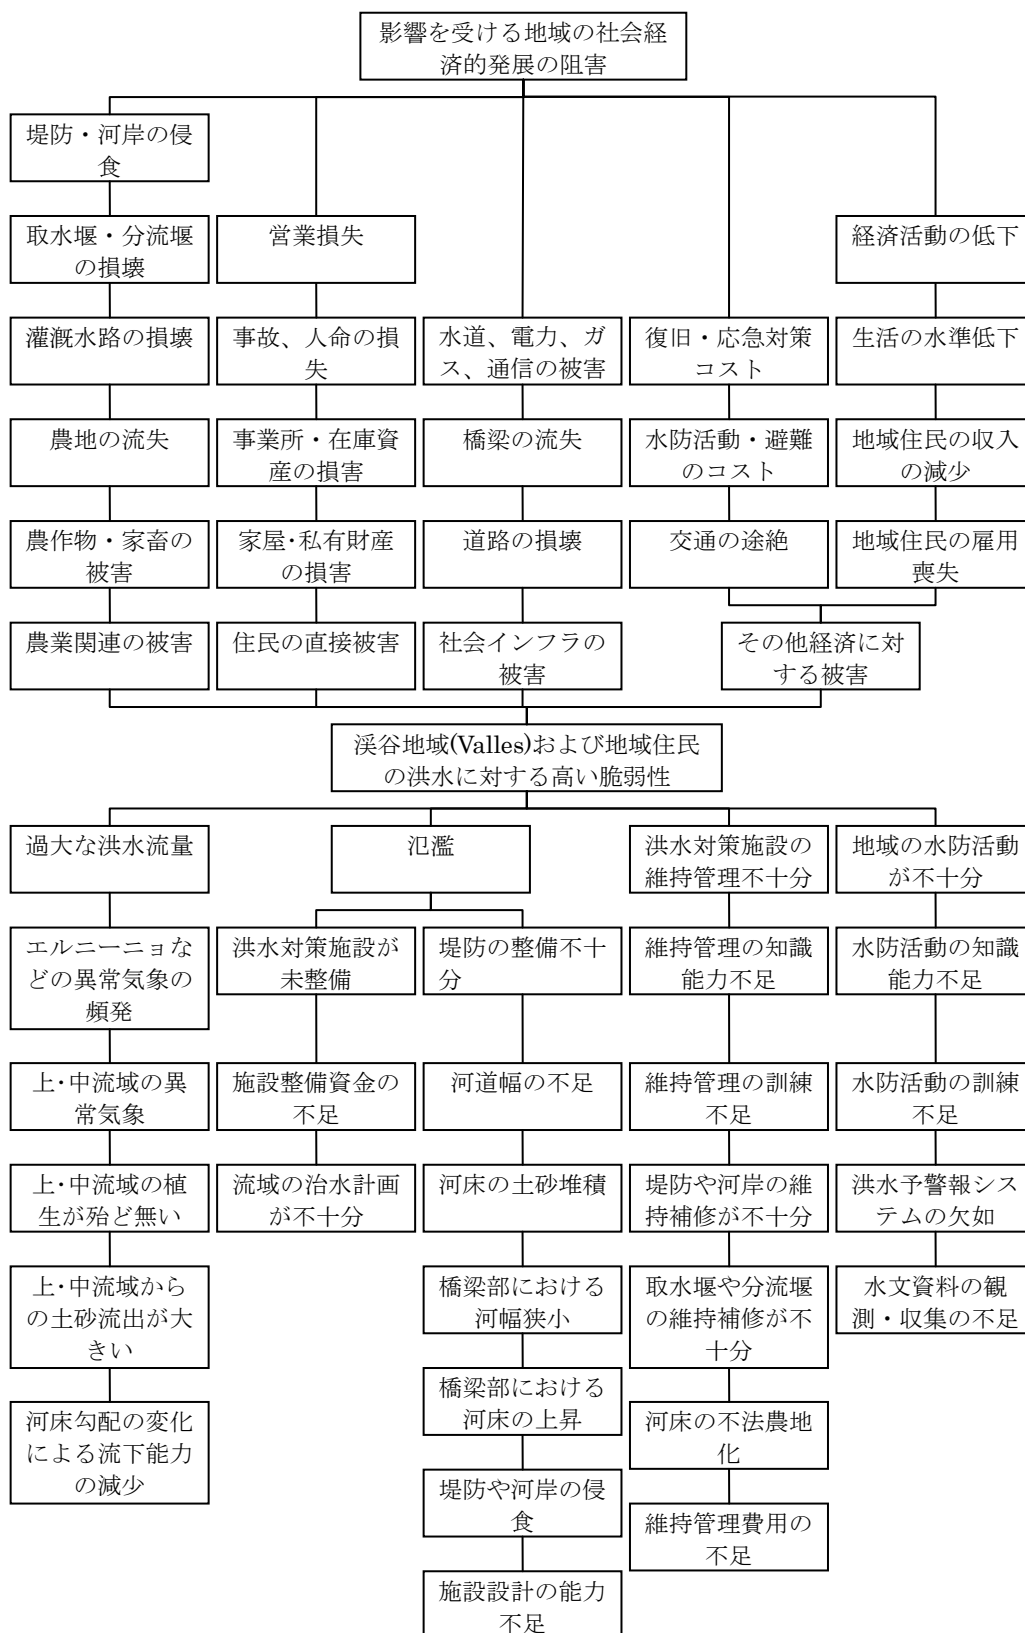 影響を受ける地域の社会経
済的発展の阻害
堤防・河岸の侵
食
取水堰・分流堰
の損壊
営業損失
経済活動の低下
灌漑水路の損壊
事故、人命の損
失
水道、電力、ガ
ス、通信の被害
復旧・応急対策
コスト
生活の水準低下
農地の流失
事業所・在庫資
産の損害
橋梁の流失
水防活動・避難
のコスト
地域住民の収入
の減少
農作物・家畜の
被害
家屋･私有財産
の損害
道路の損壊
交通の途絶
地域住民の雇用
喪失
農業関連の被害
住民の直接被害
社会インフラの
被害
その他経済に対
する被害
渓谷地域(Valles)および地域住民
の洪水に対する高い脆弱性
過大な洪水流量
氾濫
洪水対策施設の
維持管理不十分
地域の水防活動
が不十分
エルニーニョな
どの異常気象の
頻発
洪水対策施設が
未整備
堤防の整備不十
分
維持管理の知識
能力不足
水防活動の知識
能力不足
上･中流域の異
常気象
施設整備資金の
不足
河道幅の不足
維持管理の訓練
不足
水防活動の訓練
不足
上･中流域の植
生が殆ど無い
流域の治水計画
が不十分
河床の土砂堆積
堤防や河岸の維
持補修が不十分
洪水予警報シス
テムの欠如
上･中流域から
の土砂流出が大
きい
橋梁部における
河幅狭小
取水堰や分流堰
の維持補修が不
十分
水文資料の観
測・収集の不足
河床勾配の変化
による流下能力
の減少
橋梁部における
河床の上昇
河床の不法農地
化
堤防や河岸の侵
食
維持管理費用の
不足
施設設計の能力
不足